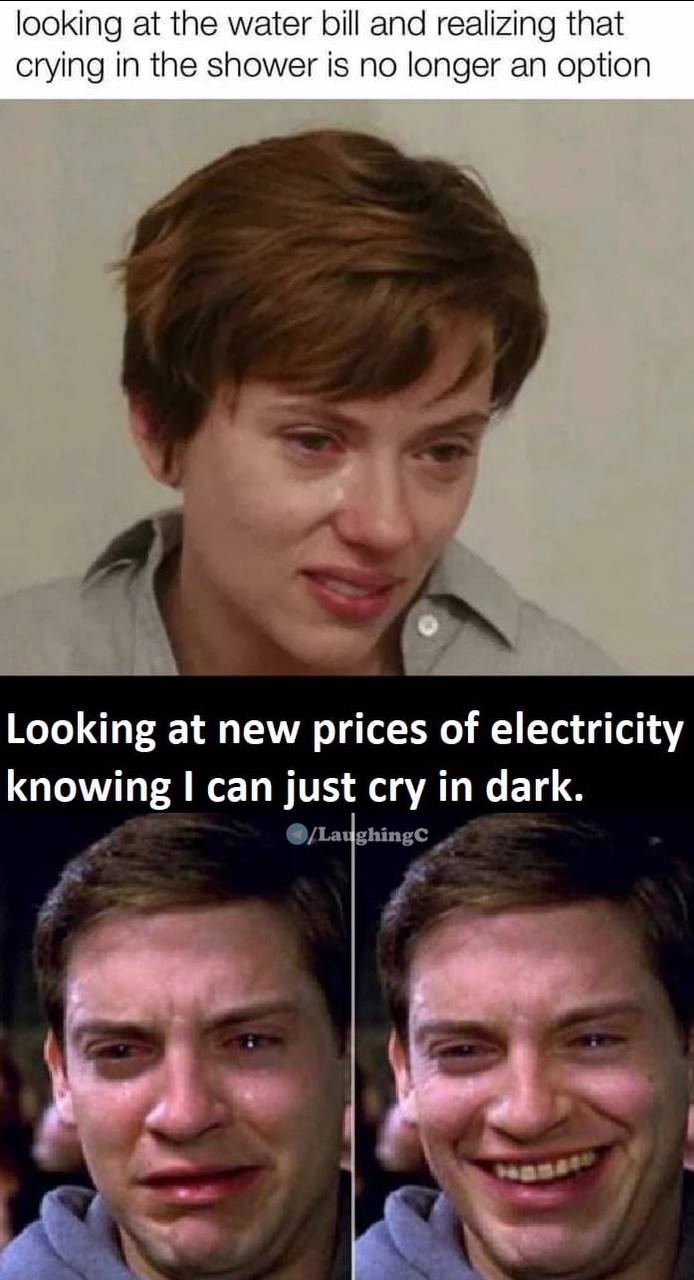 looking at the water bill and realizing that
crying in the shower is no longer an option
Looking at new prices of electricity
knowing I can just cry in dark.
/LaughingC